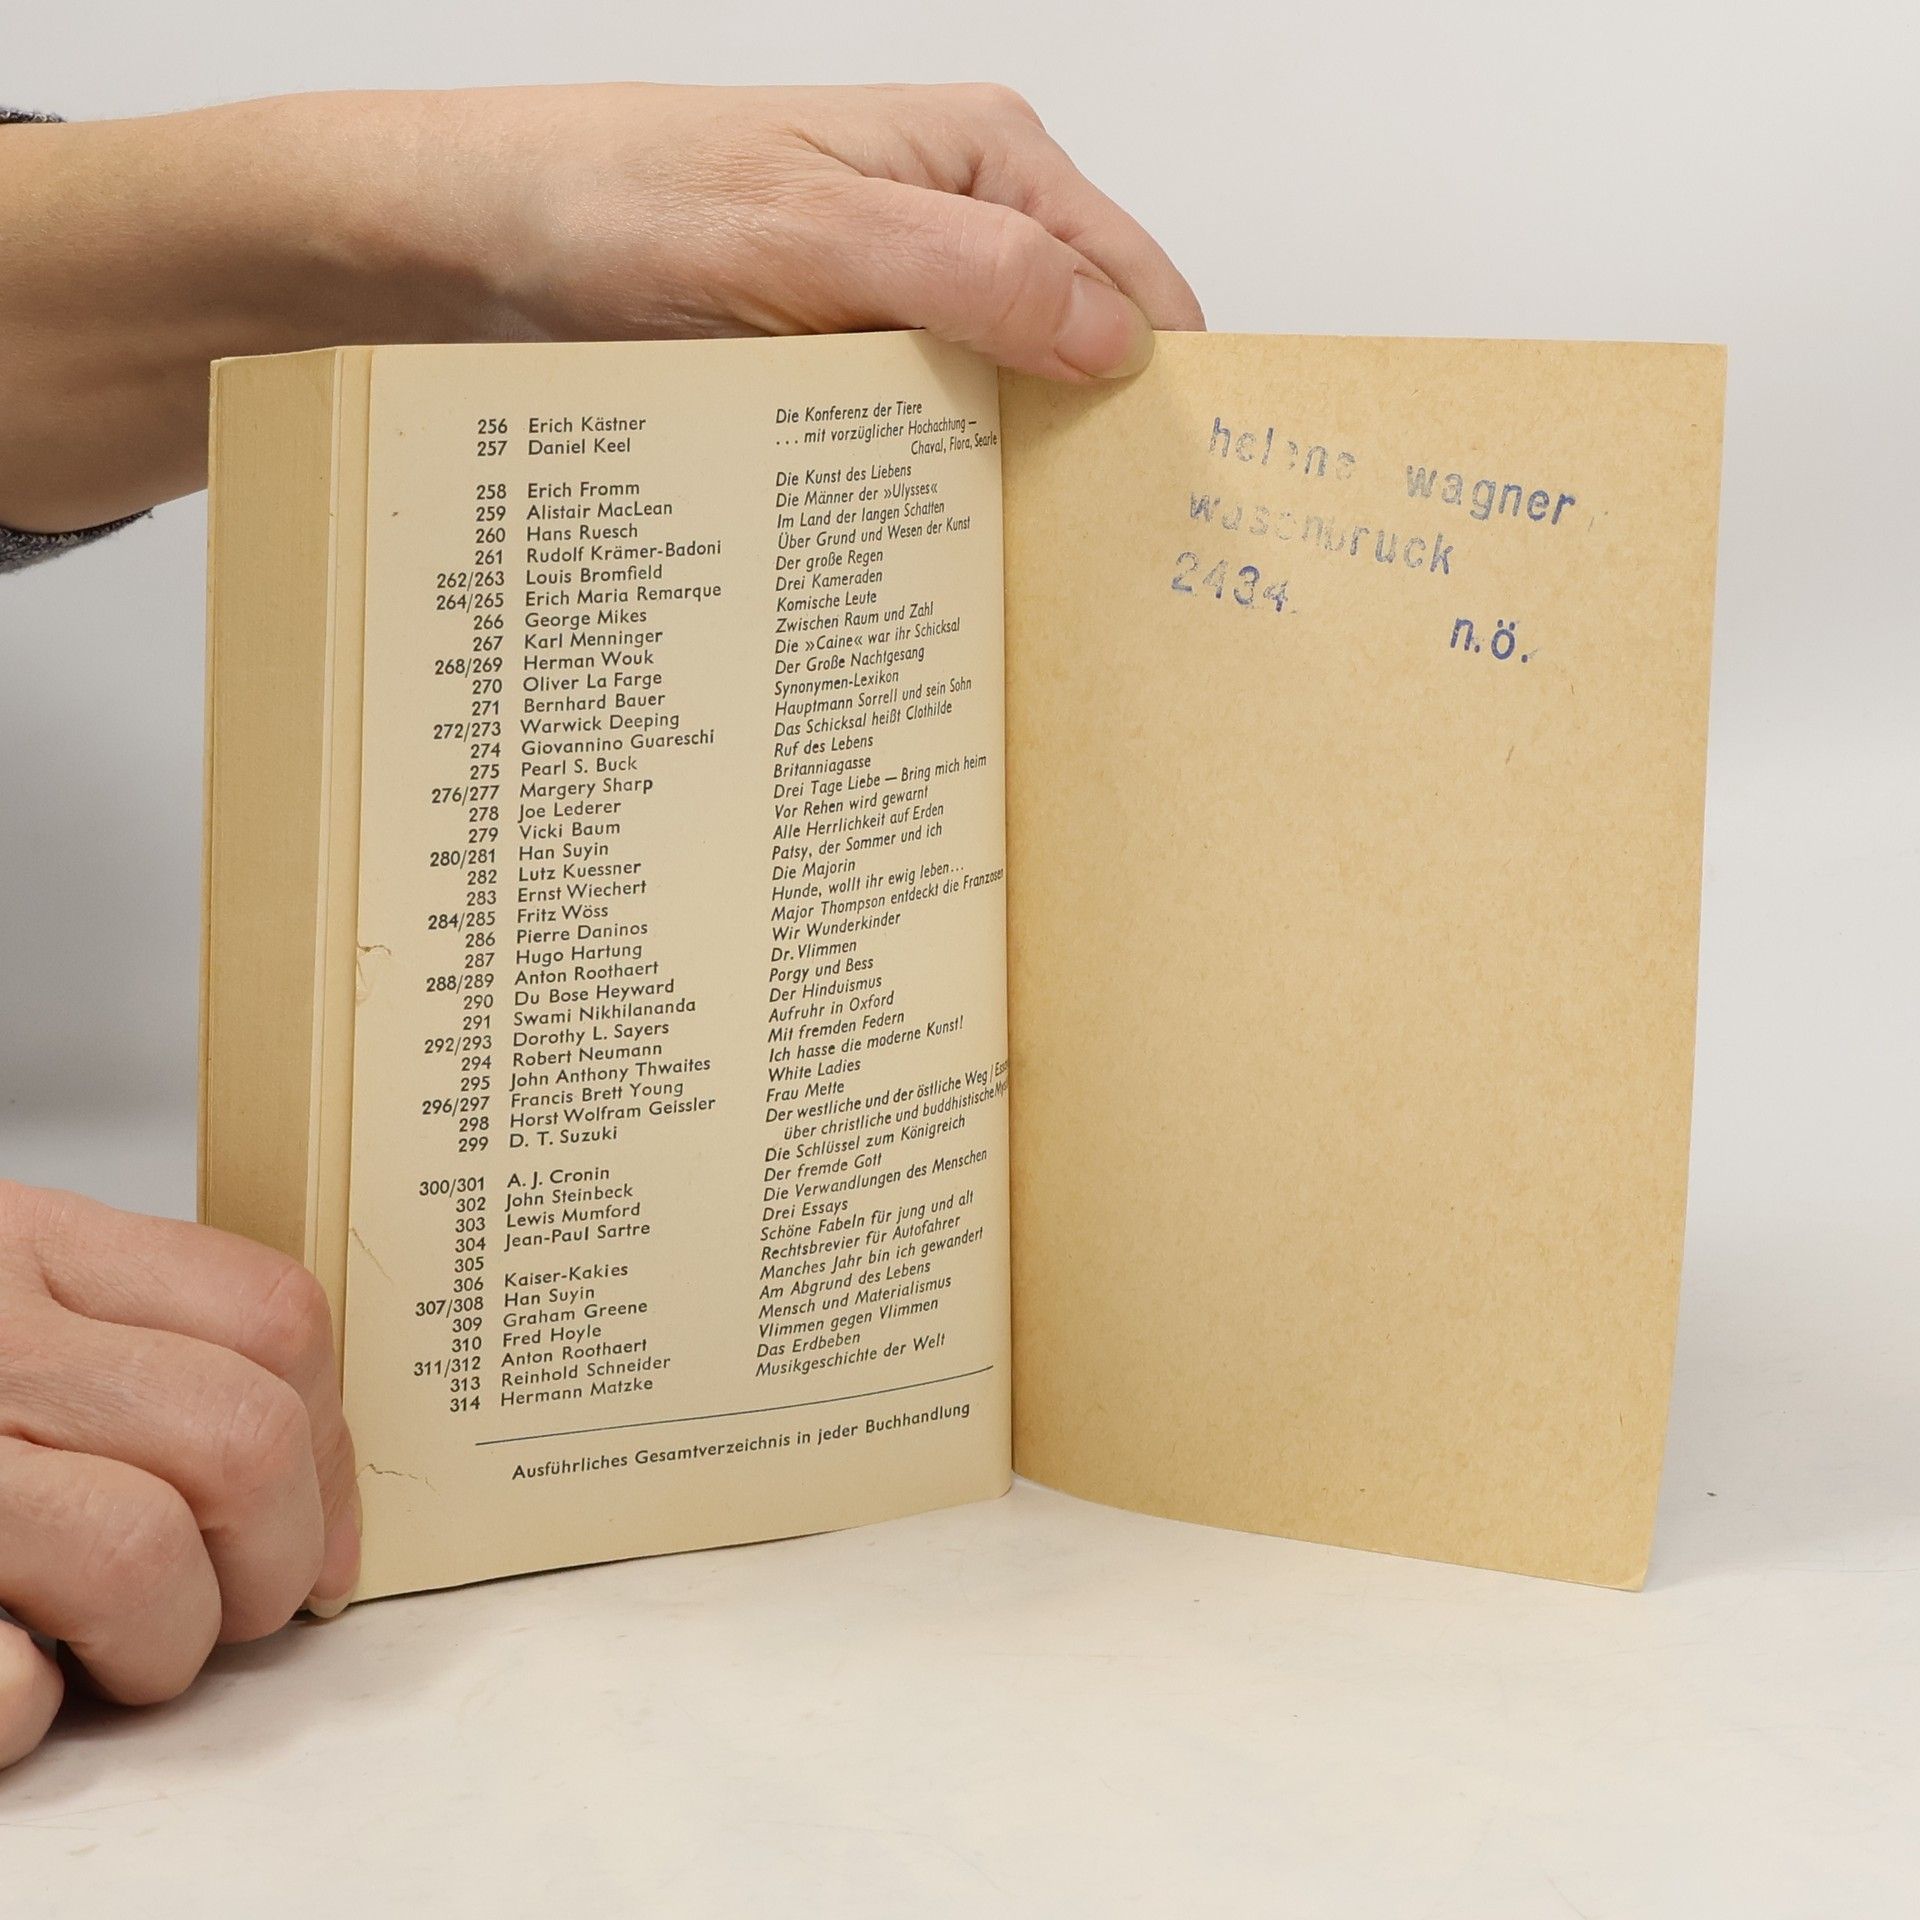 256 Erich Kästner Die Konferenz der Tiere
257 Daniel Keel . . . mit vorzüglicher Hochachtung –
Chaval, Flora, Searle
258 Erich Fromm Die Kunst des Liebens
259 Alistair MacLean Die Männer der »Ulysses«
260 Hans Ruesch Im Land der langen Schatten
261 Rudolf Krämer-Badoni Über Grund und Wesen der Kunst
262/263 Louis Bromfield Der große Regen
264/265 Erich Maria Remarque Drei Kameraden
266 George Mikes Komische Leute
267 Karl Menninger Zwischen Raum und Zahl
268/269 Herman Wouk Die »Caine« war ihr Schicksal
270 Oliver La Farge Der Große Nachtgesang
271 Bernhard Bauer Synonymen-Lexikon
272/273 Warwick Deeping Hauptmann Sorrell und sein Sohn
274 Giovannino Guareschi Das Schicksal heißt Clothilde
275 Pearl S. Buck Ruf des Lebens
276/277 Margery Sharp Britanniagasse
278 Joe Lederer Drei Tage Liebe – Bring mich heim
279 Vicki Baum Vor Rehen wird gewarnt
280/281 Han Suyin Alle Herrlichkeit auf Erden
282 Lutz Kuessner Patsy, der Sommer und ich
283 Ernst Wiechert Die Majorin
284/285 Fritz Wöss Hunde, wollt ihr ewig leben...
286 Pierre Daninos Major Thompson entdeckt die Franzosen
287 Hugo Hartung Wir Wunderkinder
288/289 Anton Roothaert Dr. Vlimmen
290 Du Bose Heyward Porgy und Bess
291 Swami Nikhilananda Der Hinduismus
292/293 Dorothy L. Sayers Aufruhr in Oxford
294 Robert Neumann Mit fremden Federn
295 John Anthony Thwaites Ich hasse die moderne Kunst!
296/297 Francis Brett Young White Ladies
298 Horst Wolfram Geissler Frau Mette
299 D. T. Suzuki Der westliche und der östliche Weg /
über christliche und buddhistische
300/301 A. J. Cronin Die Schlüssel zum Königreich
302 John Steinbeck Der fremde Gott
303 Lewis Mumford Die Verwandlungen des Menschen
304 Jean-Paul Sartre Drei Essays
305 Schöne Fabeln für jung und alt
306 Kaiser-Kakies Rechtsbrevier für Autofahrer
307/308 Han Suyin Manches Jahr bin ich gewandert
309 Graham Greene Am Abgrund des Lebens
310 Fred Hoyle Mensch und Materialismus
311/312 Anton Roothaert Vlimmen gegen Vlimmen
313 Reinhold Schneider Das Erdbeben
314 Hermann Matzke Musikgeschichte der Welt
Ausführliches Gesamtverzeichnis in jeder Buchhandlung
helene wagner
wasenbruck
2434
n.ö.